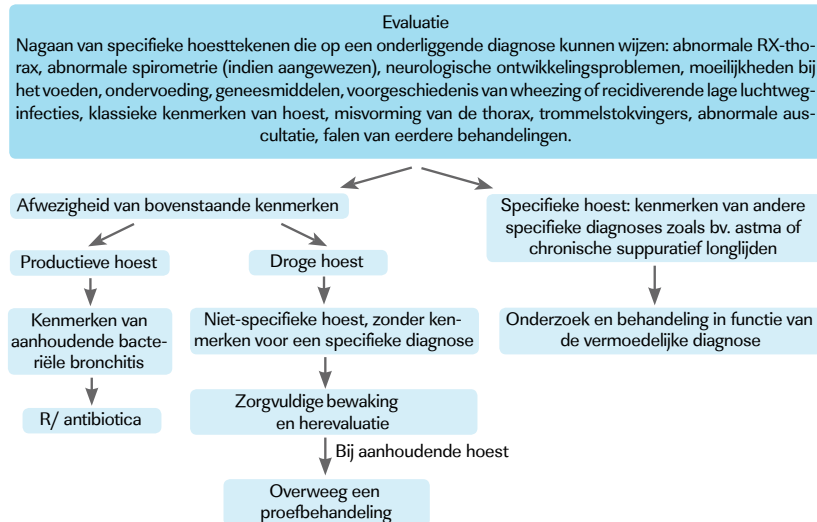 Evaluatie
Nagaan van specifieke hoesttekenen die op een onderliggende diagnose kunnen wijzen: abnormale RX-tho-
rax, abnormale spirometrie (indien aangewezen), neurologische ontwikkelingsproblemen, moeilijkheden bij
het voeden, ondervoeding, geneesmiddelen, voorgeschiedenis van wheezing of recidiverende lage luchtweg-
infecties, klassieke kenmerken van hoest, misvorming van de thorax, trommelstokvingers, abnormale aus-
cultatie, falen van eerdere behandelingen.
Afwezigheid van bovenstaande kenmerken
Specifieke hoest: kenmerken van andere
specifieke diagnoses zoals bv. astma of
chronische suppuratief longlijden
Productieve hoest
Droge hoest
Kenmerken van
aanhoudende bacte-
riële bronchitis
Niet-specifieke hoest, zonder ken-
merken voor een specifieke diagnose
Onderzoek en behandeling in functie van
de vermoedelijke diagnose
R/ antibiotica
Zorgvuldige bewaking
en herevaluatie
Bij aanhoudende hoest
Overweeg een
proefbehandeling